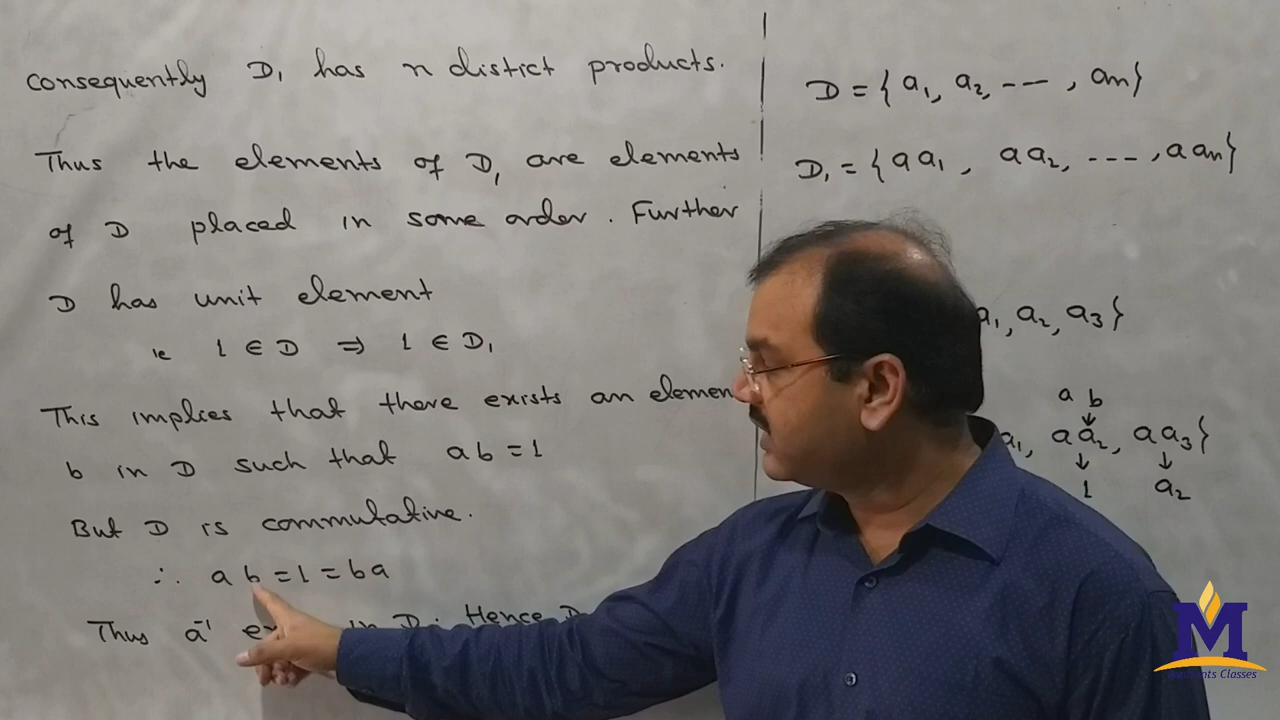 consequently D₁ has n distict products.
Thus the elements of D₁ are elements
of D placed in some order. Further
D has unit element
ie 1 ∈ D ⇒ 1 ∈ D₁
This implies that there exists an elemen
b in D such that ab = 1
But D is commutative.
∴ ab = 1 = ba
Thus a⁻¹ in D. Hence D
D = { a₁, a₂, ---- , an }
D₁ = { aa₁ , aa₂, ---- , aan }
a₁, a₂, a₃ }
a b
↓
a₁, aa₂, aa₃ }
↓ ↓
1 a₂
M
Classes